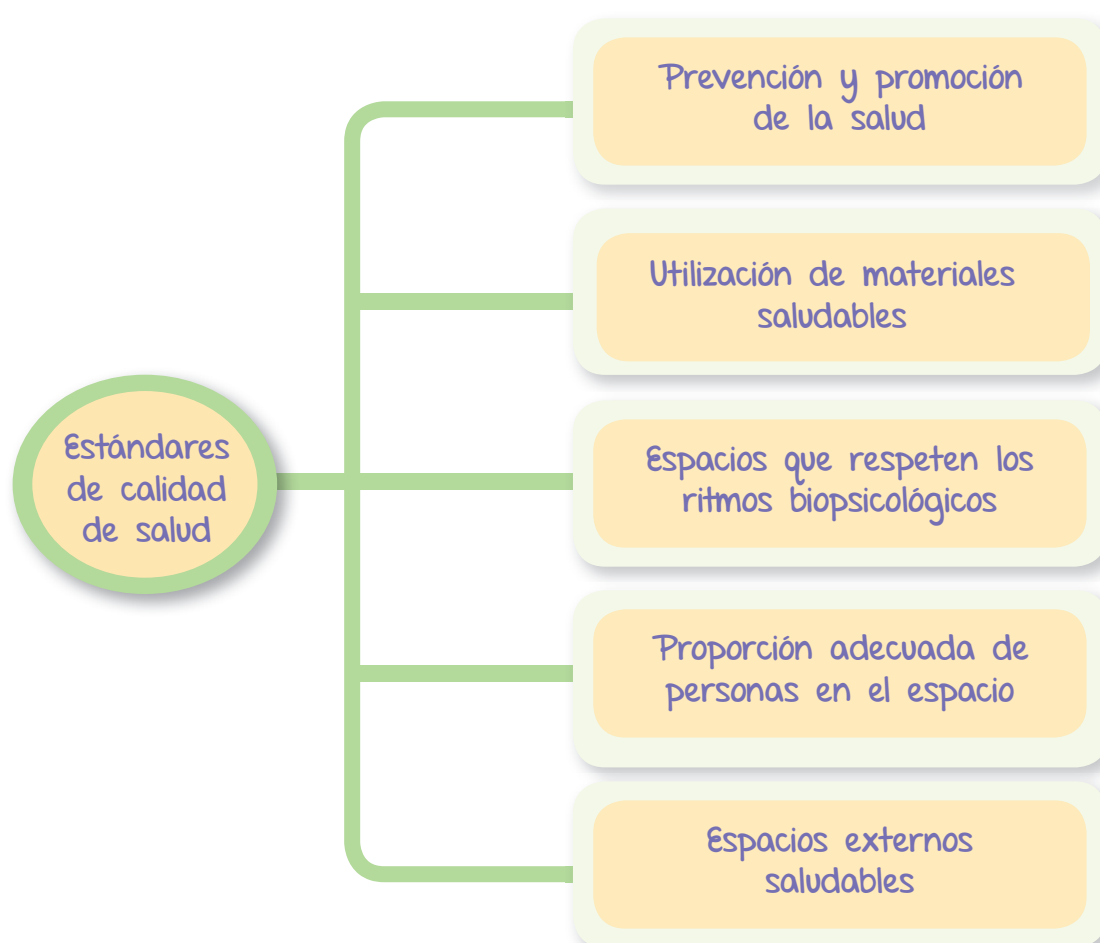 Estándares
de calidad
de salud
Prevención y promoción
de la salud
Utilización de materiales
saludables
Espacios que respeten los
ritmos biopsicológicos
Proporción adecuada de
personas en el espacio
Espacios externos
saludables